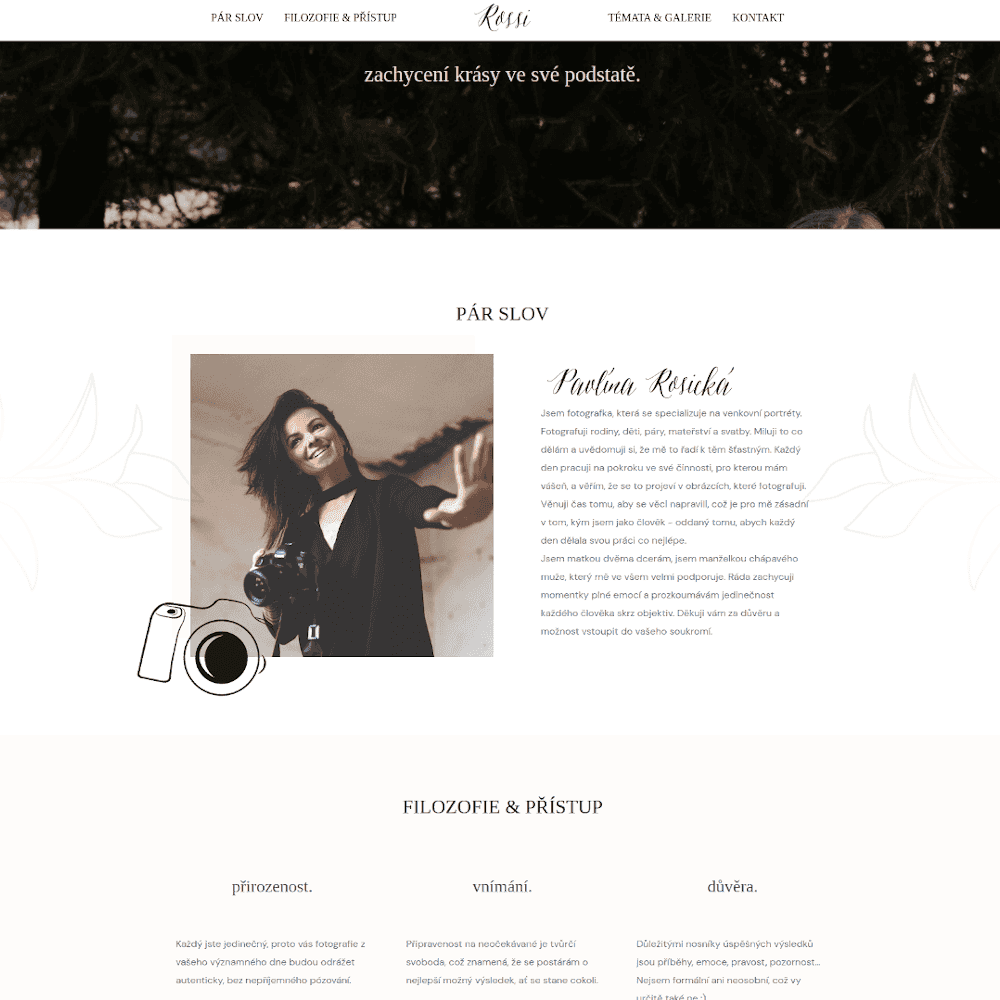 PÁR SLOV FILOZOFIE & PŘÍSTUP Rossi TÉMATA & GALERIE KONTAKT
zachycení krásy ve své podstatě.
PÁR SLOV
Pavlína Rosická
Jsem fotografka, která se specializuje na venkovní portréty.
Fotografuji rodiny, děti, páry, mateřství a svatby. Miluji to co
dělám a uvědomuji si, že mě to řadí k těm šťastným. Každý
den pracuji na pokroku ve své činnosti, pro kterou mám
vášeň, a věřím, že se to projeví v obrázcích, které fotografuji.
Věnuji čas tomu, aby se věci napravili, což je pro mě zásadní
v tom, kým jsem jako člověk - oddaný tomu, abych každý
den dělala svou práci co nejlépe.
Jsem matkou dvěma dcerám, jsem manželkou chápavého
muže, který mě ve všem velmi podporuje. Ráda zachycuji
momentky plné emocí a prozkoumávám jedinečnost
každého člověka skrz objektiv. Děkuji vám za důvěru a
možnost vstoupit do vašeho soukromí.
FILOZOFIE & PŘÍSTUP
přirozenost.
Každý jste jedinečný, proto vás fotografie z
vašeho významného dne budou odrážet
autenticky, bez nepříjemného pózování.
vnímání.
Připravenost na neočekávané je tvůrčí
svoboda, což znamená, že se postarám o
nejlepší možný výsledek, ať se stane cokoli.
důvěra.
Důležitými nosníky úspěšných výsledků
jsou příběhy, emoce, pravost, pozornost...
Nejsem formální ani neosobní, což vy
určitě také ne :)